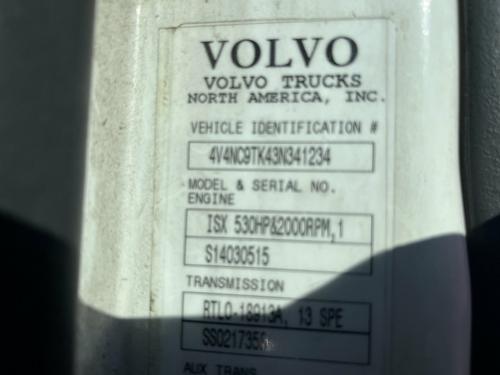 VOLVO
VOLVO TRUCKS
NORTH AMERICA, INC.
VEHICLE IDENTIFICATION #
4V4NC9TK43N341234
MODEL & SERIAL NO.
ENGINE
ISX 530HP&2000RPM,1
S14030515
TRANSMISSION
RTLO-18913A, 13 SPE
AUX TRANS